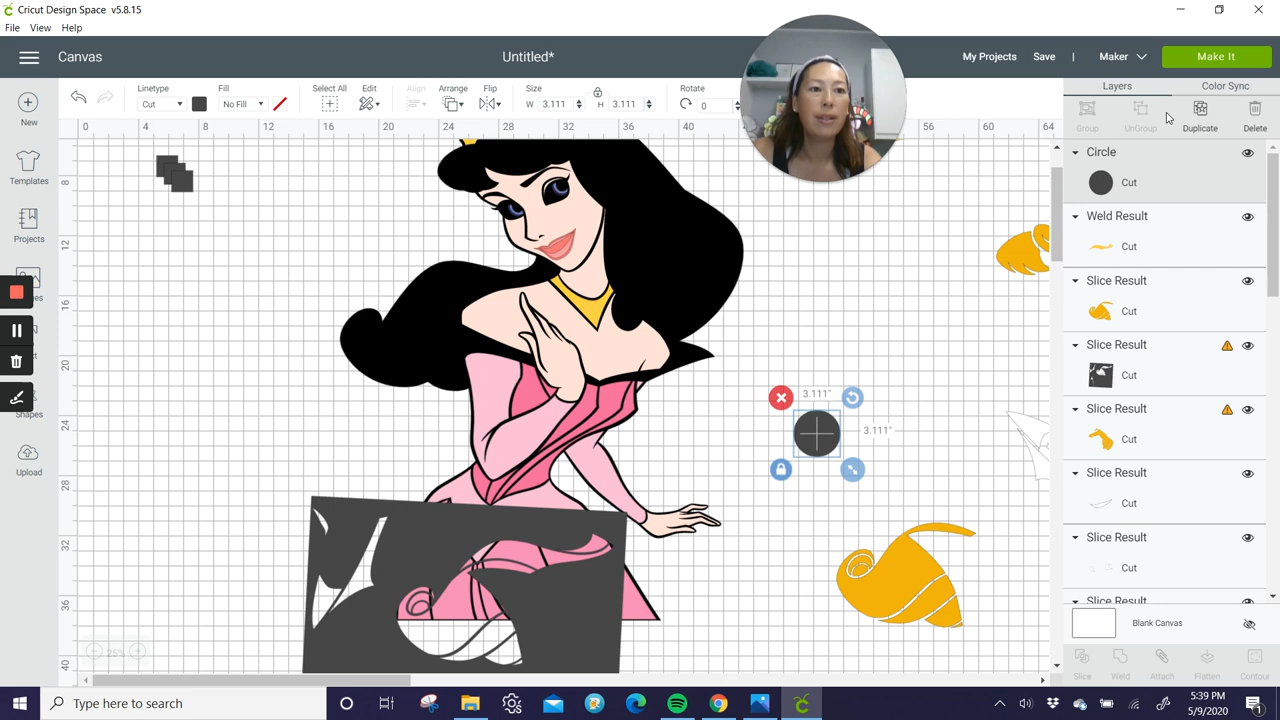 Cricut Design Space v5.8.15
File View Help
Canvas
Untitled*
My Projects Save | Maker Make It
Linetype Fill Select All Edit Align Arrange Flip Size Rotate
Cut No Fill W 3.111 H 3.111 0
Layers Color Sync
Group UnGroup Duplicate Delete
New
Templates
Projects
Shapes
Upload
0 4 8 12 16 20 24 28 32 36 40 56 60 64
8
12
16
20
24
28
32
36
40
3.111"
3.111"
25%
Circle
Cut
Weld Result
Cut
Slice Result
Cut
Slice Result
Cut
Slice Result
Cut
Slice Result
Cut
Slice Result
Cut
Slice Result
Blank Canvas
Slice Weld Attach Flatten Contour
Type here to search
5:39 PM
5/9/2020
1